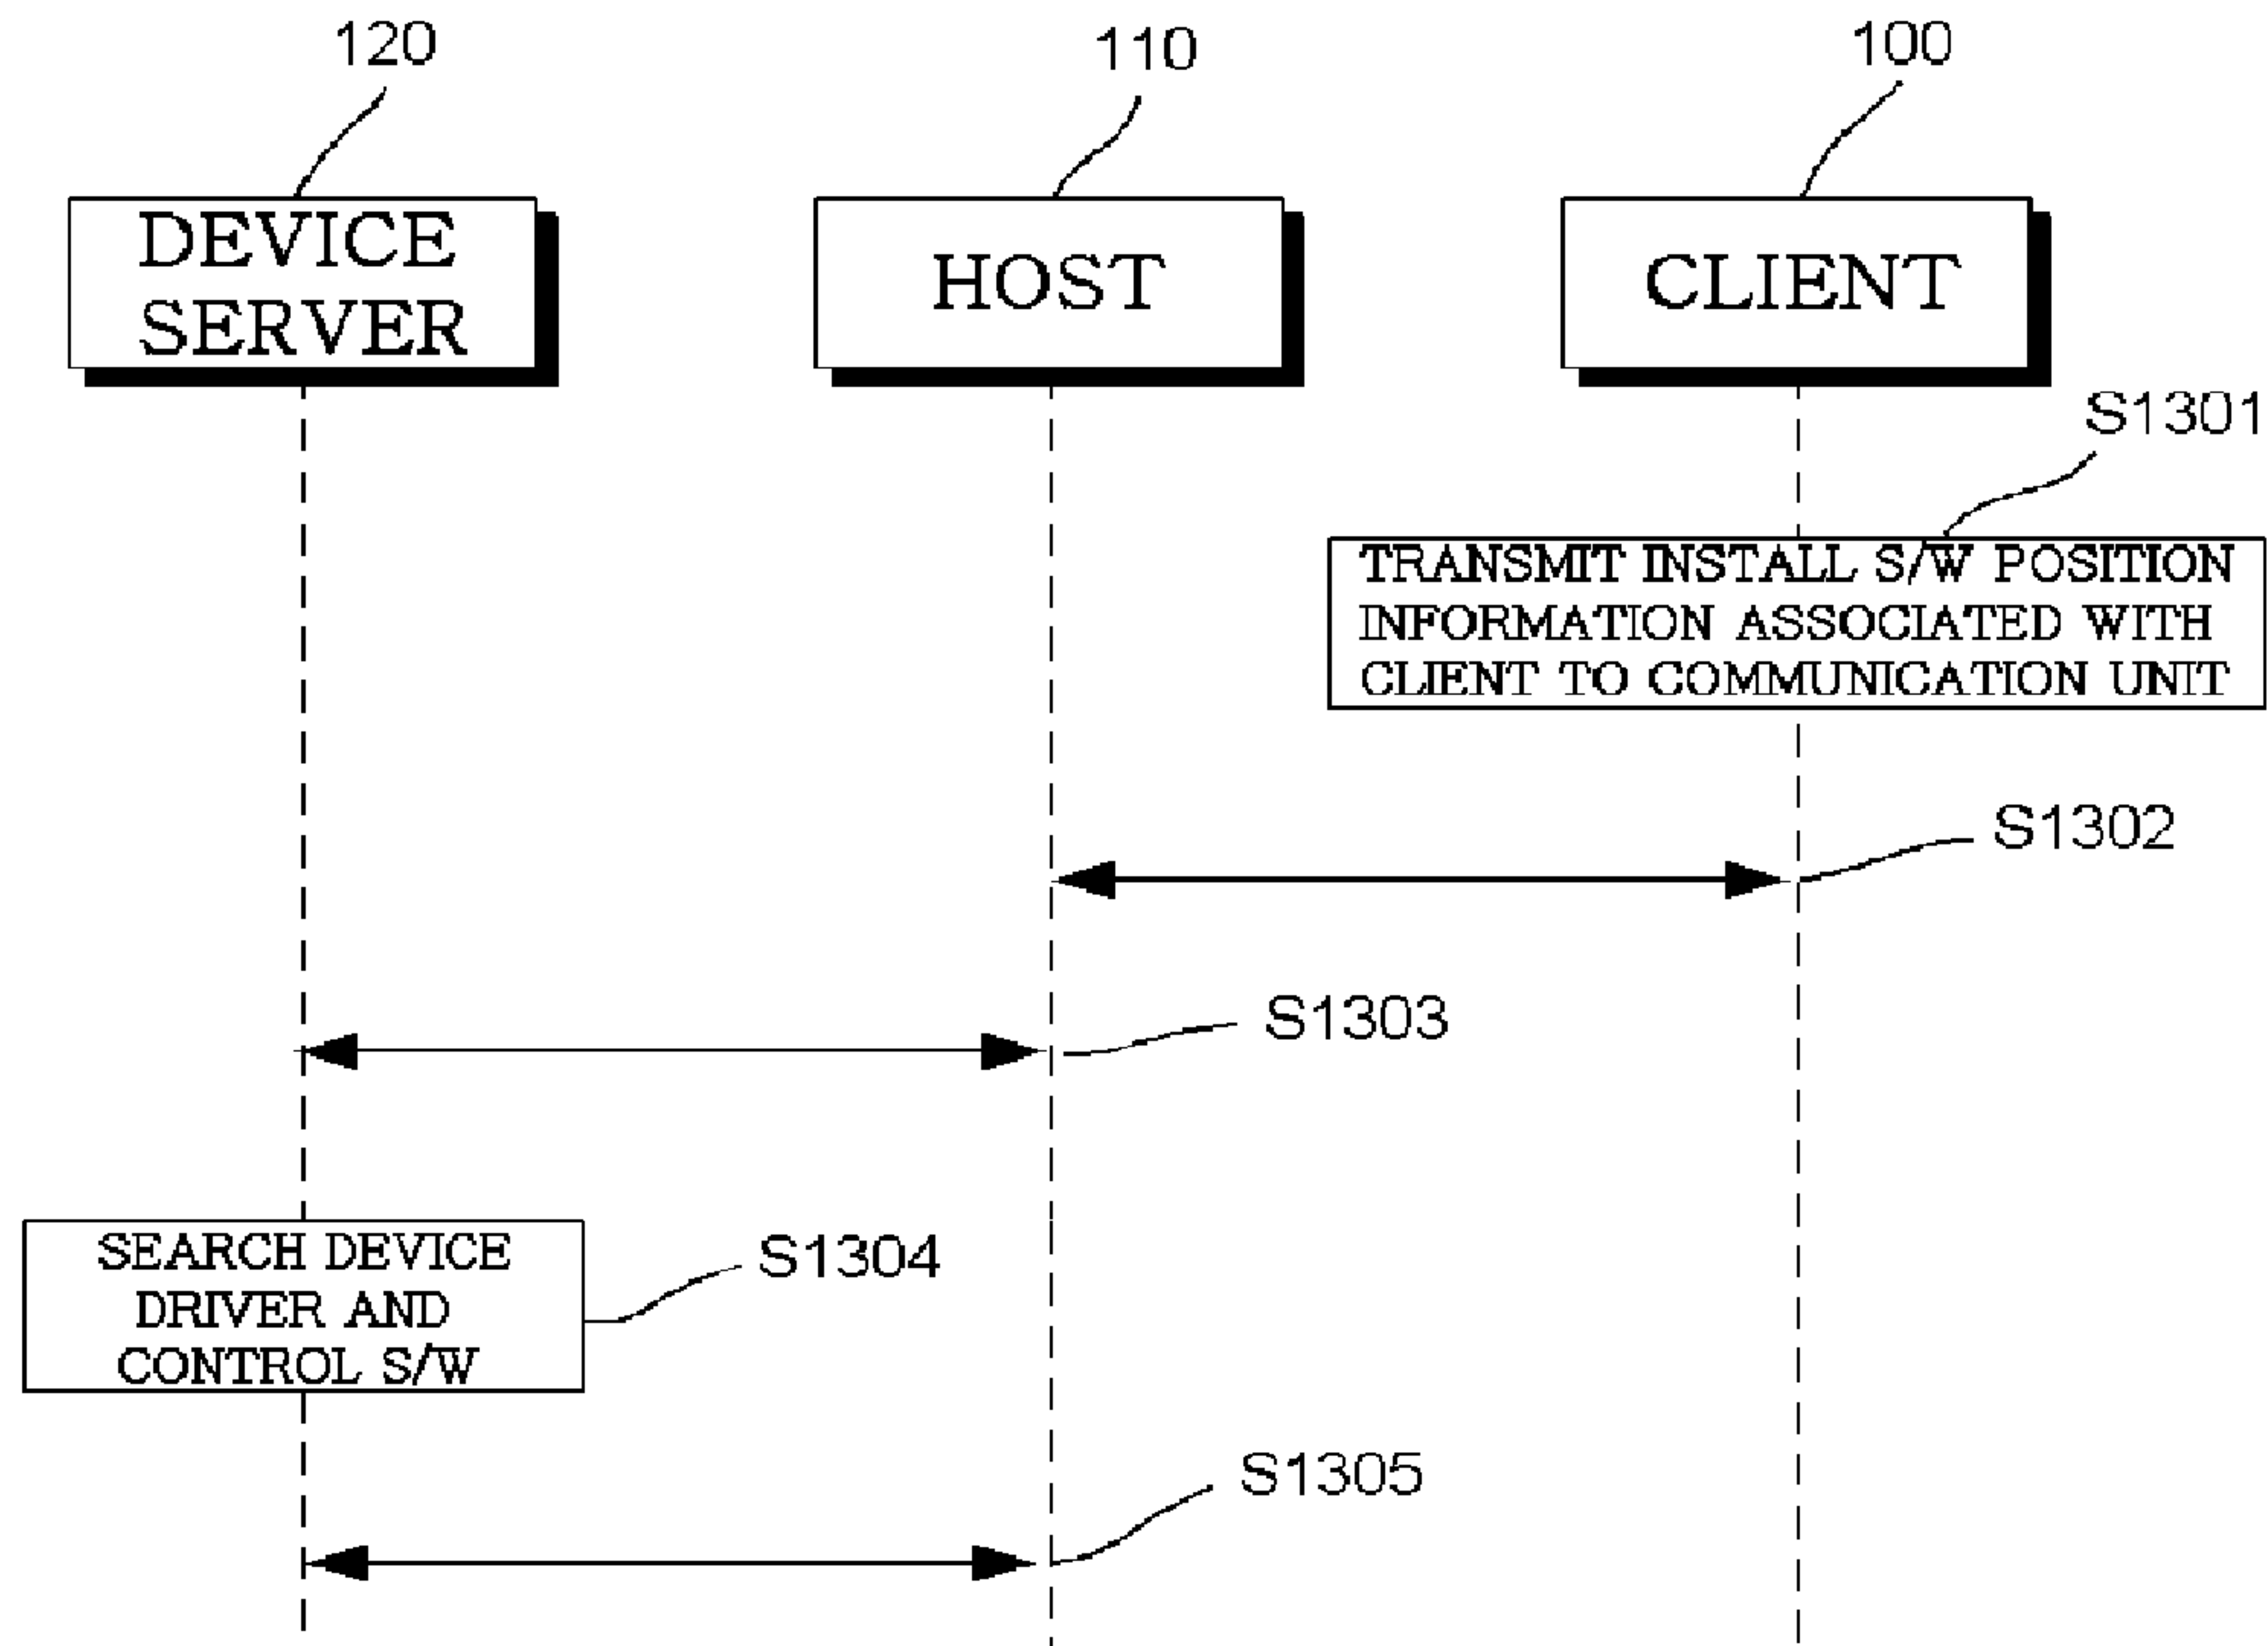 120
110
100
DEVICE
SERVER
HOST
CLIENT
S1301
TRANSMIT INSTALL S/W POSITION
INFORMATION ASSOCIATED WITH
CLIENT TO COMMUNICATION UNIT
S1302
S1303
SEARCH DEVICE
DRIVER AND
CONTROL S/W
S1304
S1305